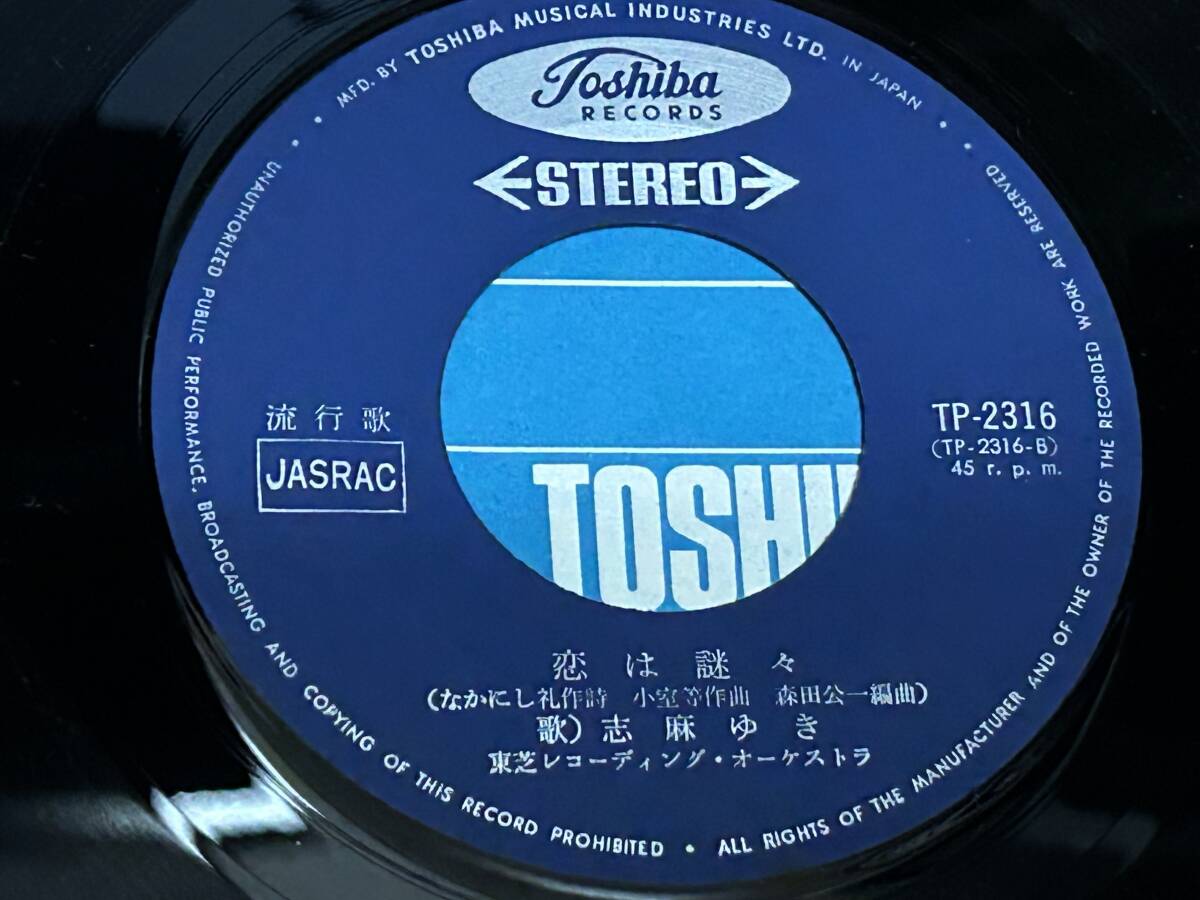 MFD. BY TOSHIBA MUSICAL INDUSTRIES LTD. IN JAPAN
Toshiba
RECORDS
STEREO
流行歌
JASRAC
TP-2316
(TP-2316-B)
45 r. p. m.
TOSHI
恋は謎々
(なかにし礼作詩 小室等作曲 森田公一編曲)
歌)志麻ゆき
東芝レコーディング・オーケストラ
UNAUTHORIZED PUBLIC PERFORMANCE, BROADCASTING AND COPYING OF THiS RECORD PROHIBITED • ALL RIGHTS OF THE MANUFACTURER AND OF THE OWNER OF THE RECORDED WORK ARE RESERVED